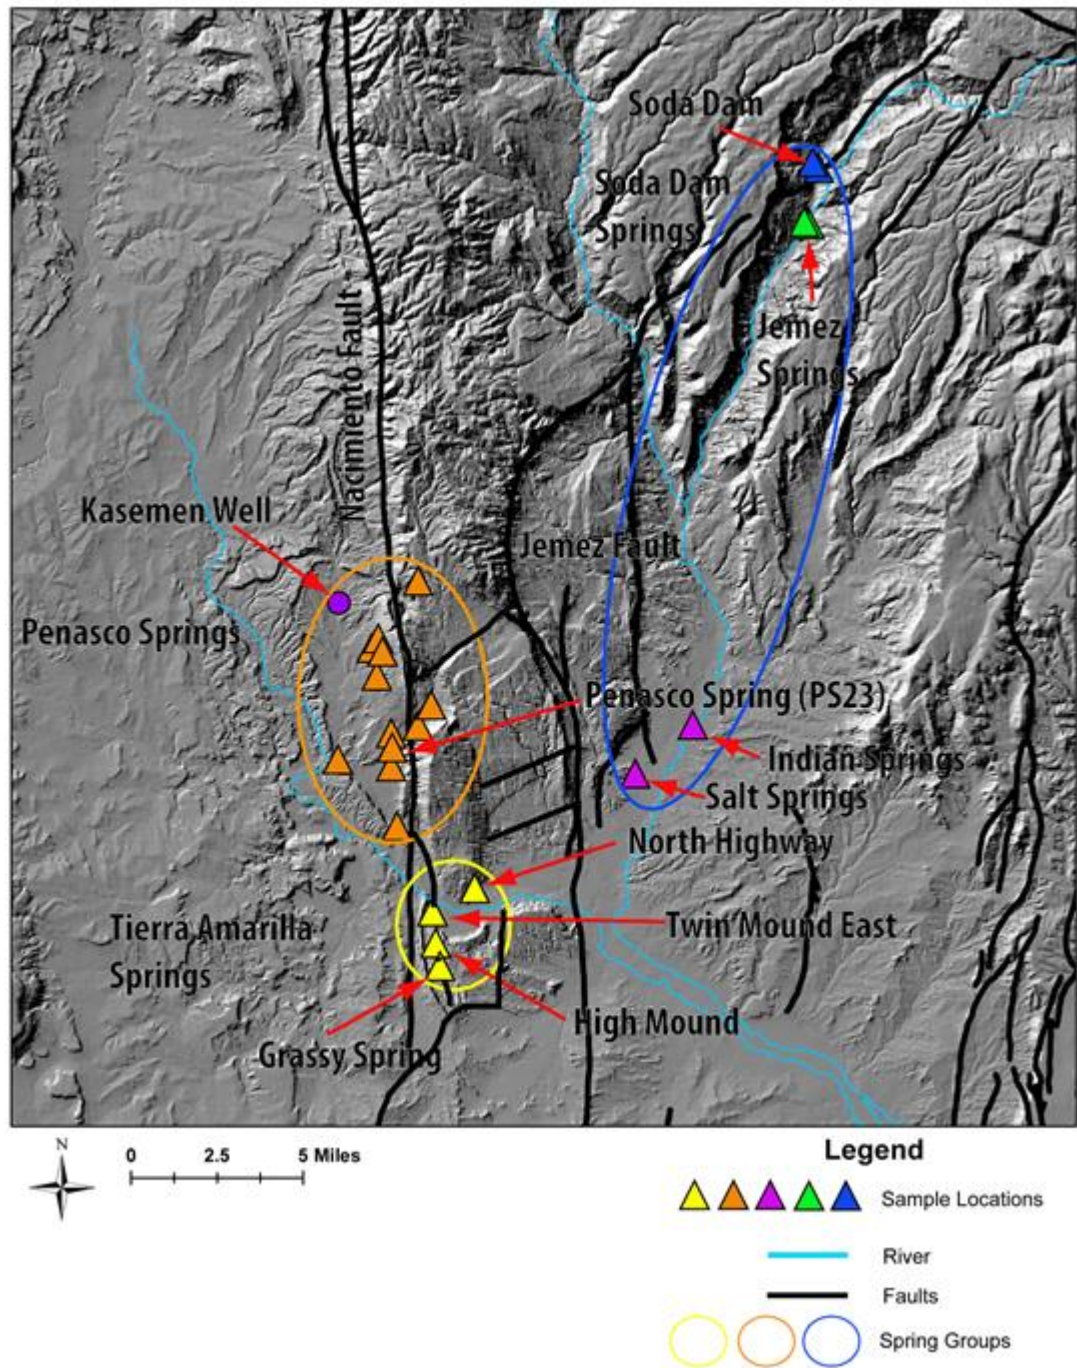 Soda Dam
Soda Dam
Springs
Jemez
Springs
Nacimiento Fault
Kasemen Well
Jemez Fault
Penasco Springs
Penasco Spring (PS23)
Indian Springs
Salt Springs
North Highway
Tierra Amarilla
Springs
Twin Mound East
High Mound
Grassy Spring
N
0 2.5 5 Miles
Legend
Sample Locations
River
Faults
Spring Groups